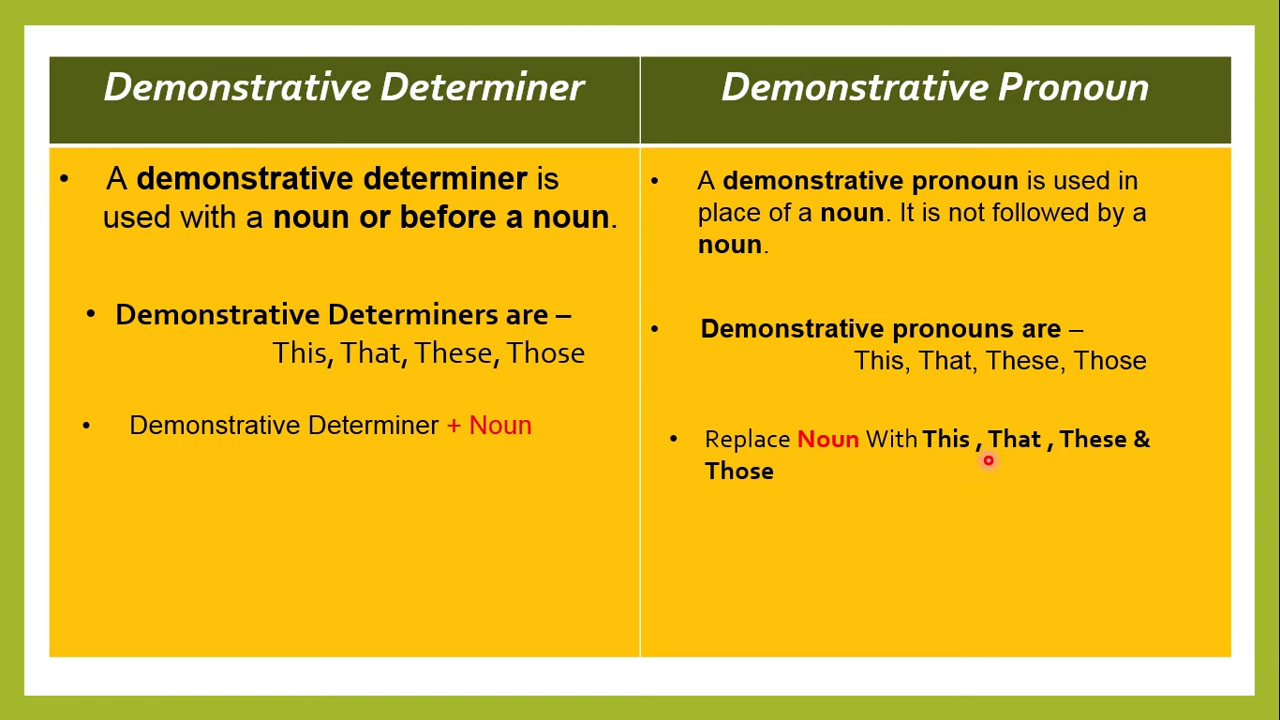 Demonstrative Determiner
• A demonstrative determiner is
used with a noun or before a noun.
• Demonstrative Determiners are –
This, That, These, Those
• Demonstrative Determiner + Noun
Demonstrative Pronoun
• A demonstrative pronoun is used in
place of a noun. It is not followed by a
noun.
• Demonstrative pronouns are –
This, That, These, Those
• Replace Noun With This , That , These &
Those